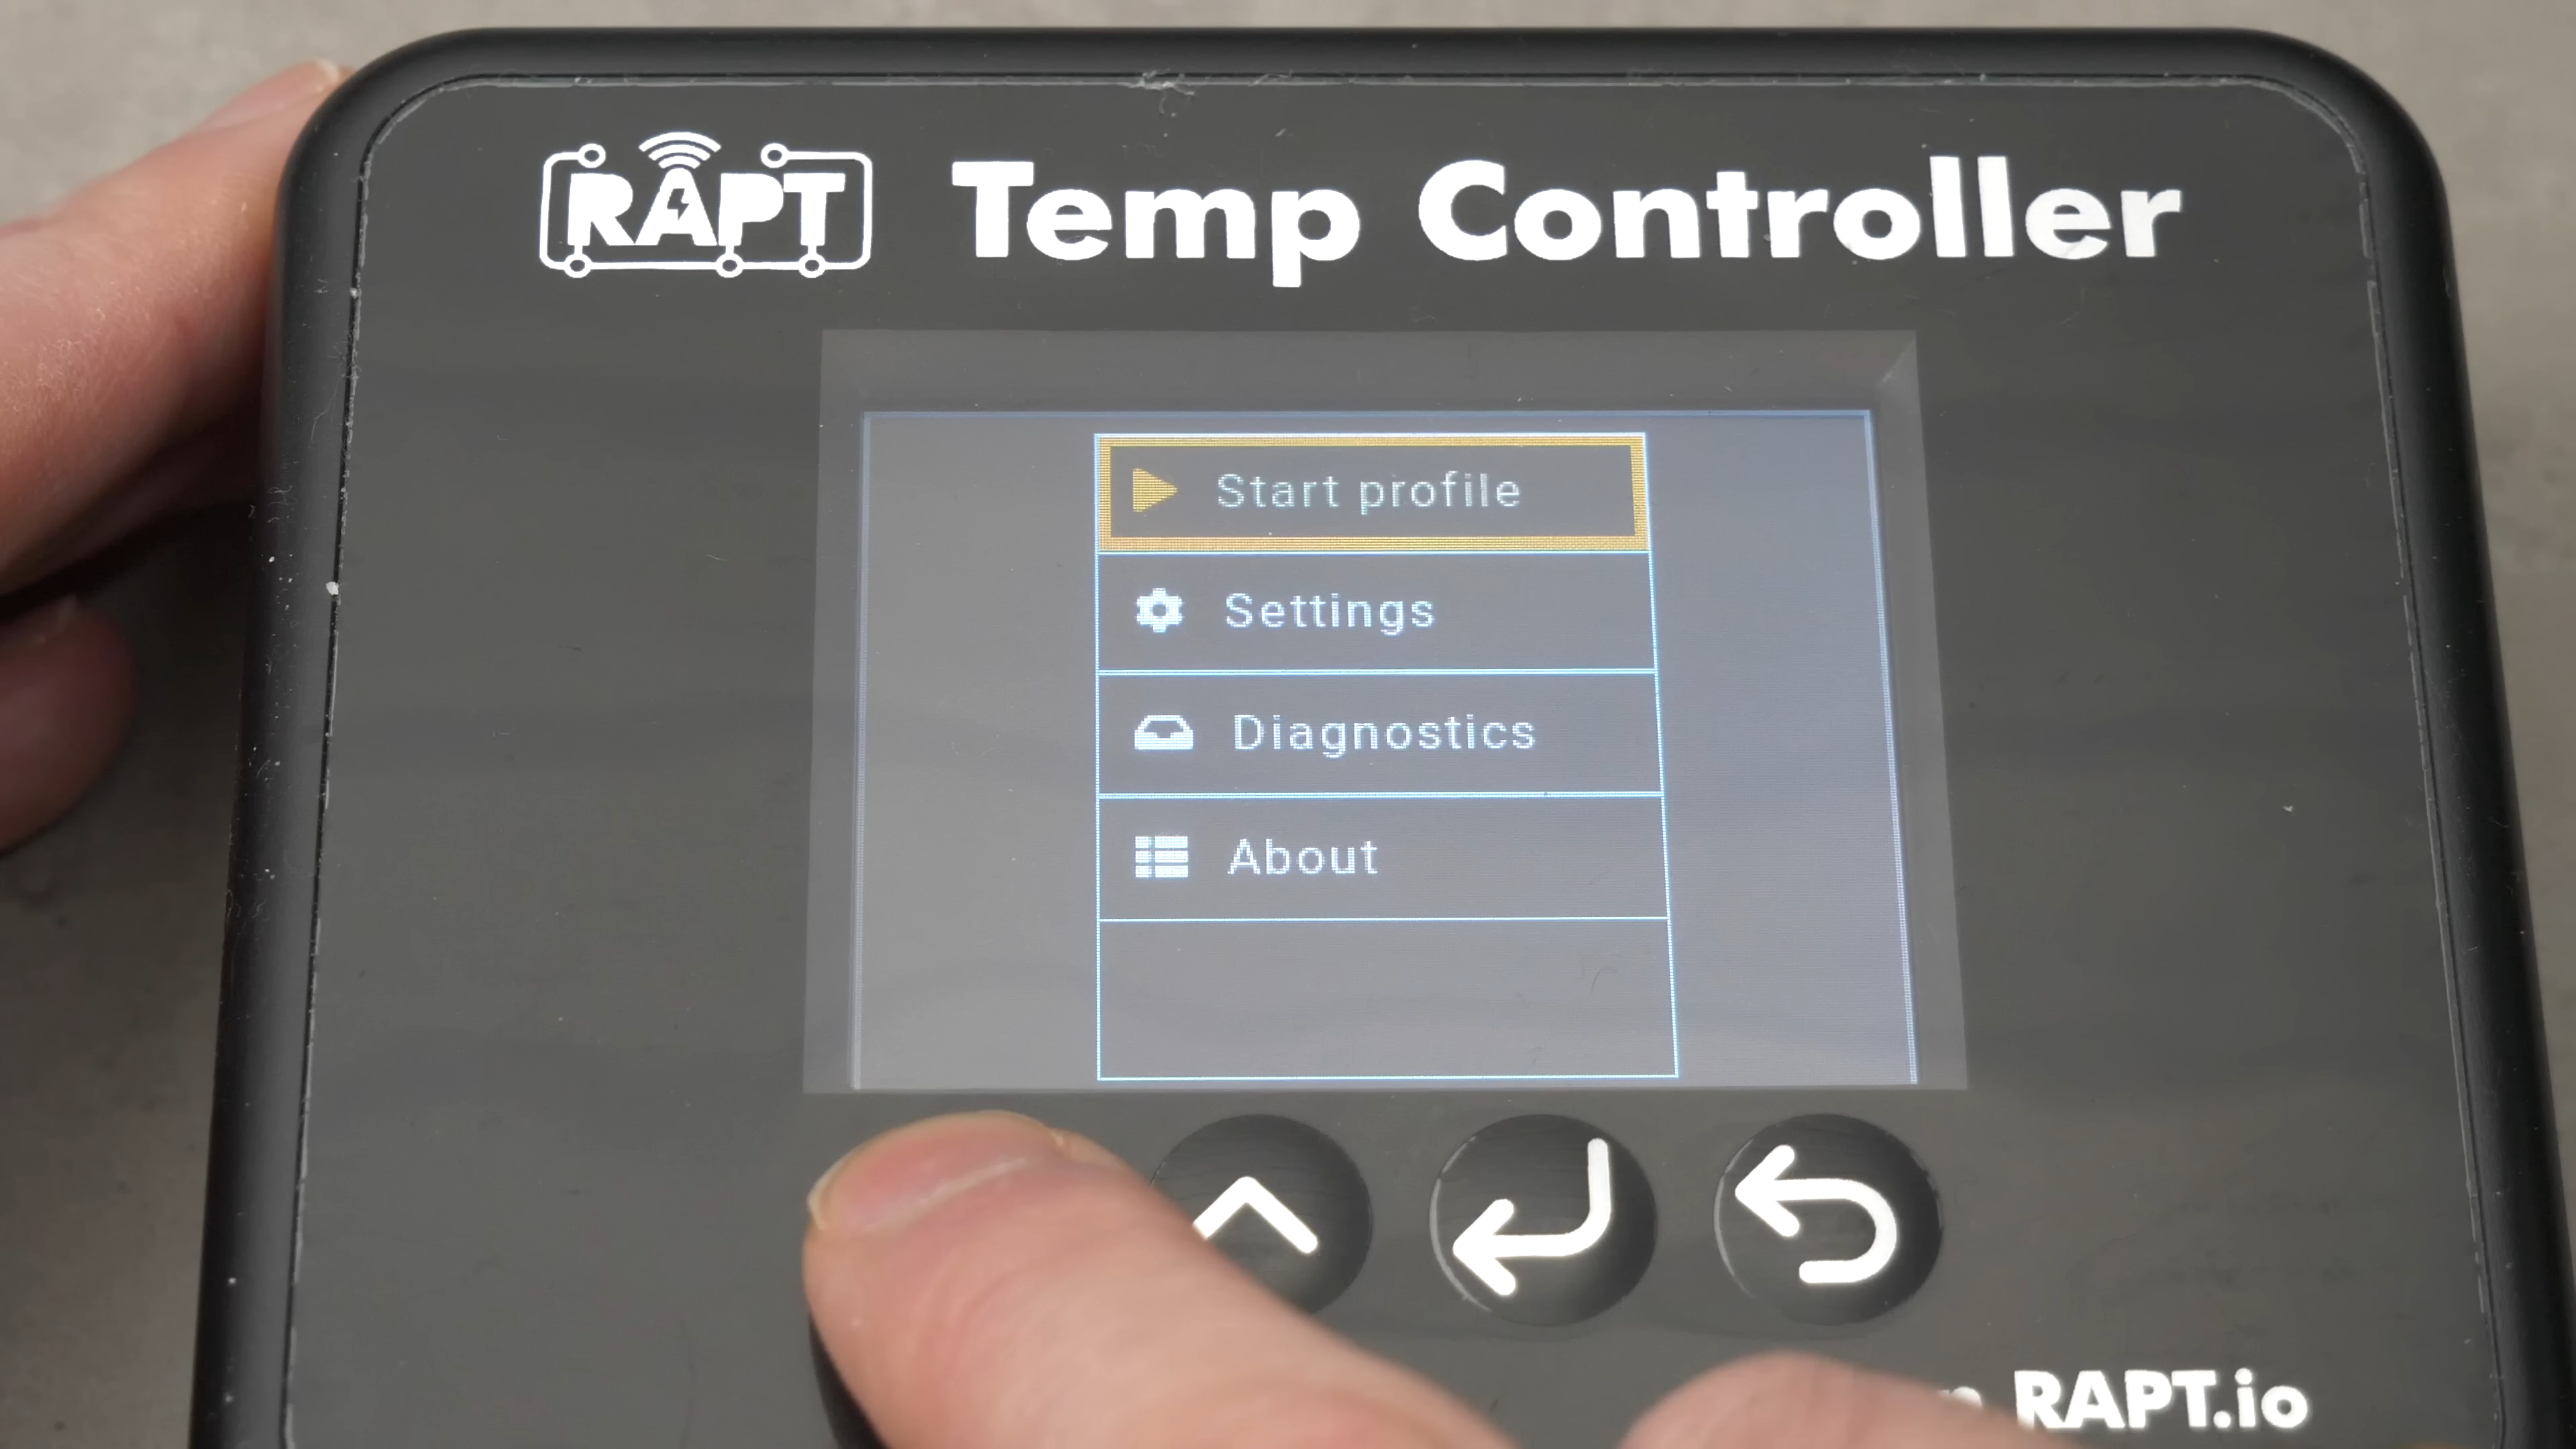 RAPT Temp Controller
Start profile
Settings
Diagnostics
About
RAPT.io